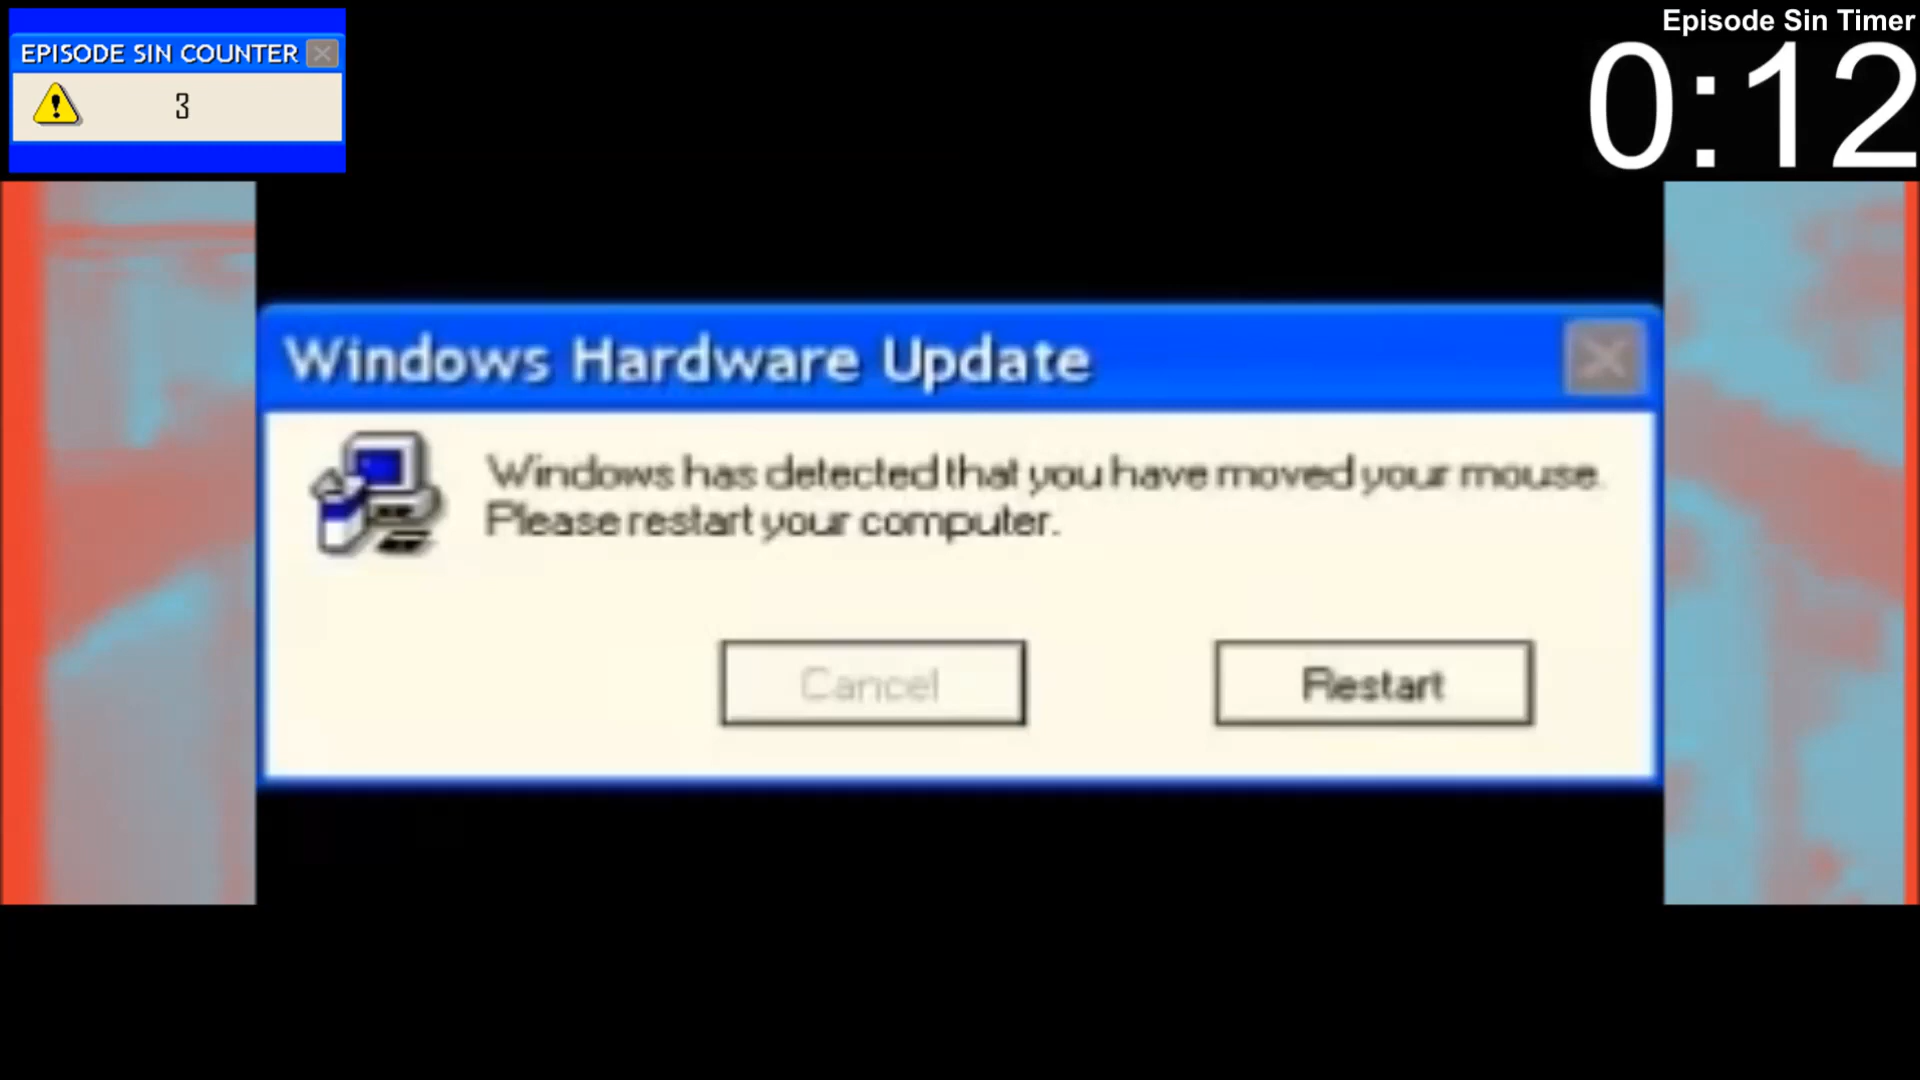 EPISODE SIN COUNTER
3
Episode Sin Timer
0:12
Windows Hardware Update
Windows has detected that you have moved your mouse.
Please restart your computer.
Cancel
Restart